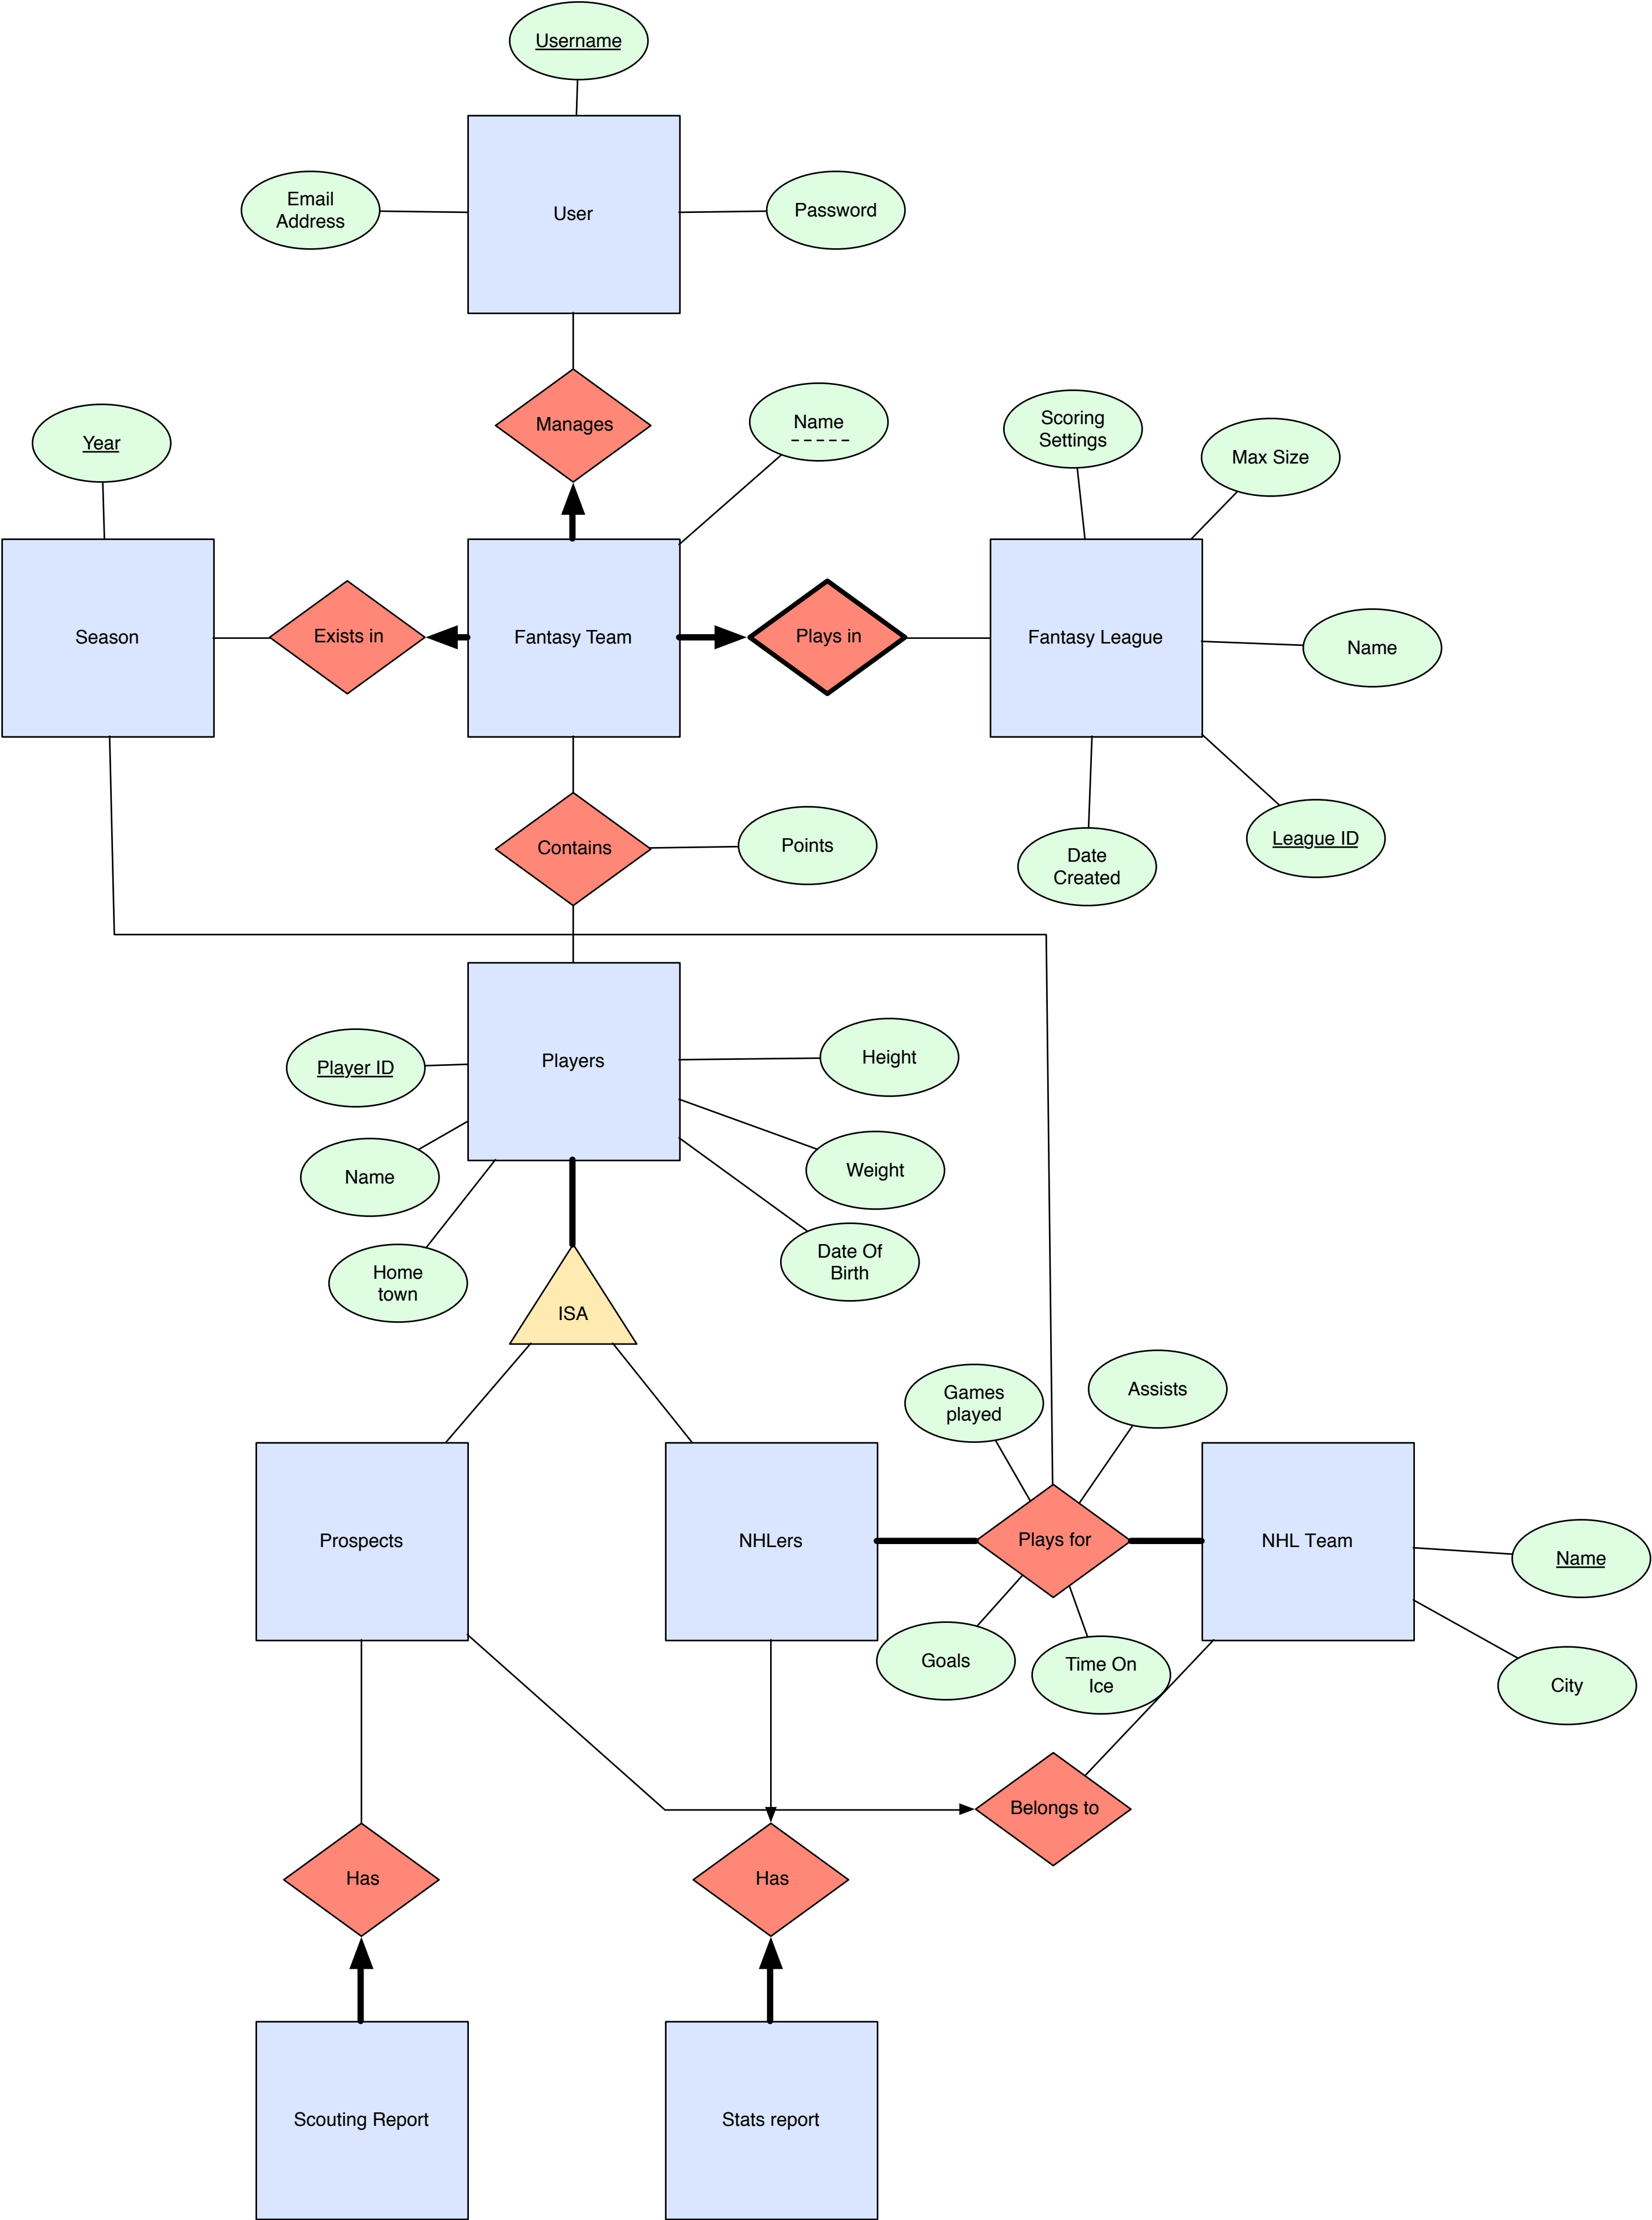 Username
Email
Address
User
Password
Manages
Name
Scoring
Settings
Max Size
Year
Season
Exists in
Fantasy Team
Plays in
Fantasy League
Name
Contains
Points
Date
Created
League ID
Players
Player ID
Height
Name
Weight
Home
town
Date Of
Birth
ISA
Games
played
Assists
Prospects
NHLers
Plays for
NHL Team
Name
Goals
Time On
Ice
City
Belongs to
Has
Has
Scouting Report
Stats report